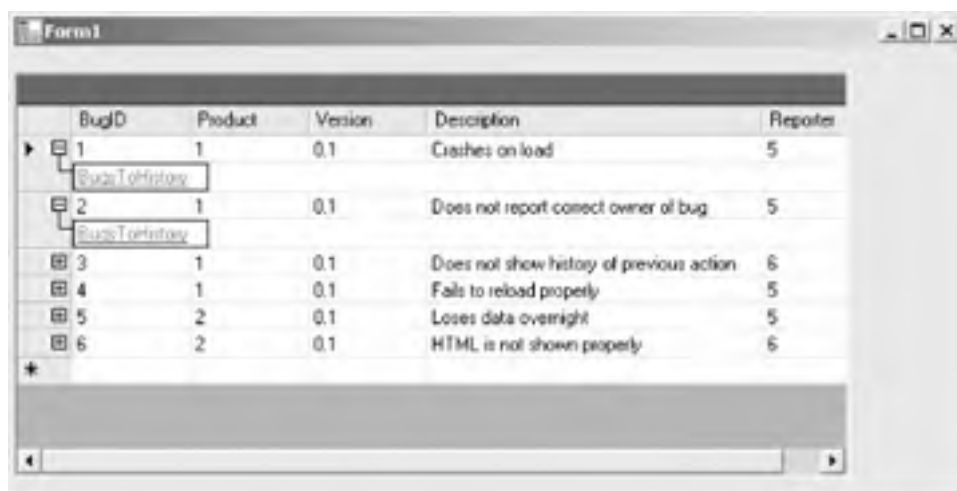 Form1
BugID Product Version Description Reporter
1 1 0.1 Crashes on load 5
BugsToHistory
2 1 0.1 Does not report correct owner of bug 5
BugsToHistory
3 1 0.1 Does not show history of previous action 6
4 1 0.1 Fails to reload properly 5
5 2 0.1 Loses data overnight 5
6 2 0.1 HTML is not shown properly 6